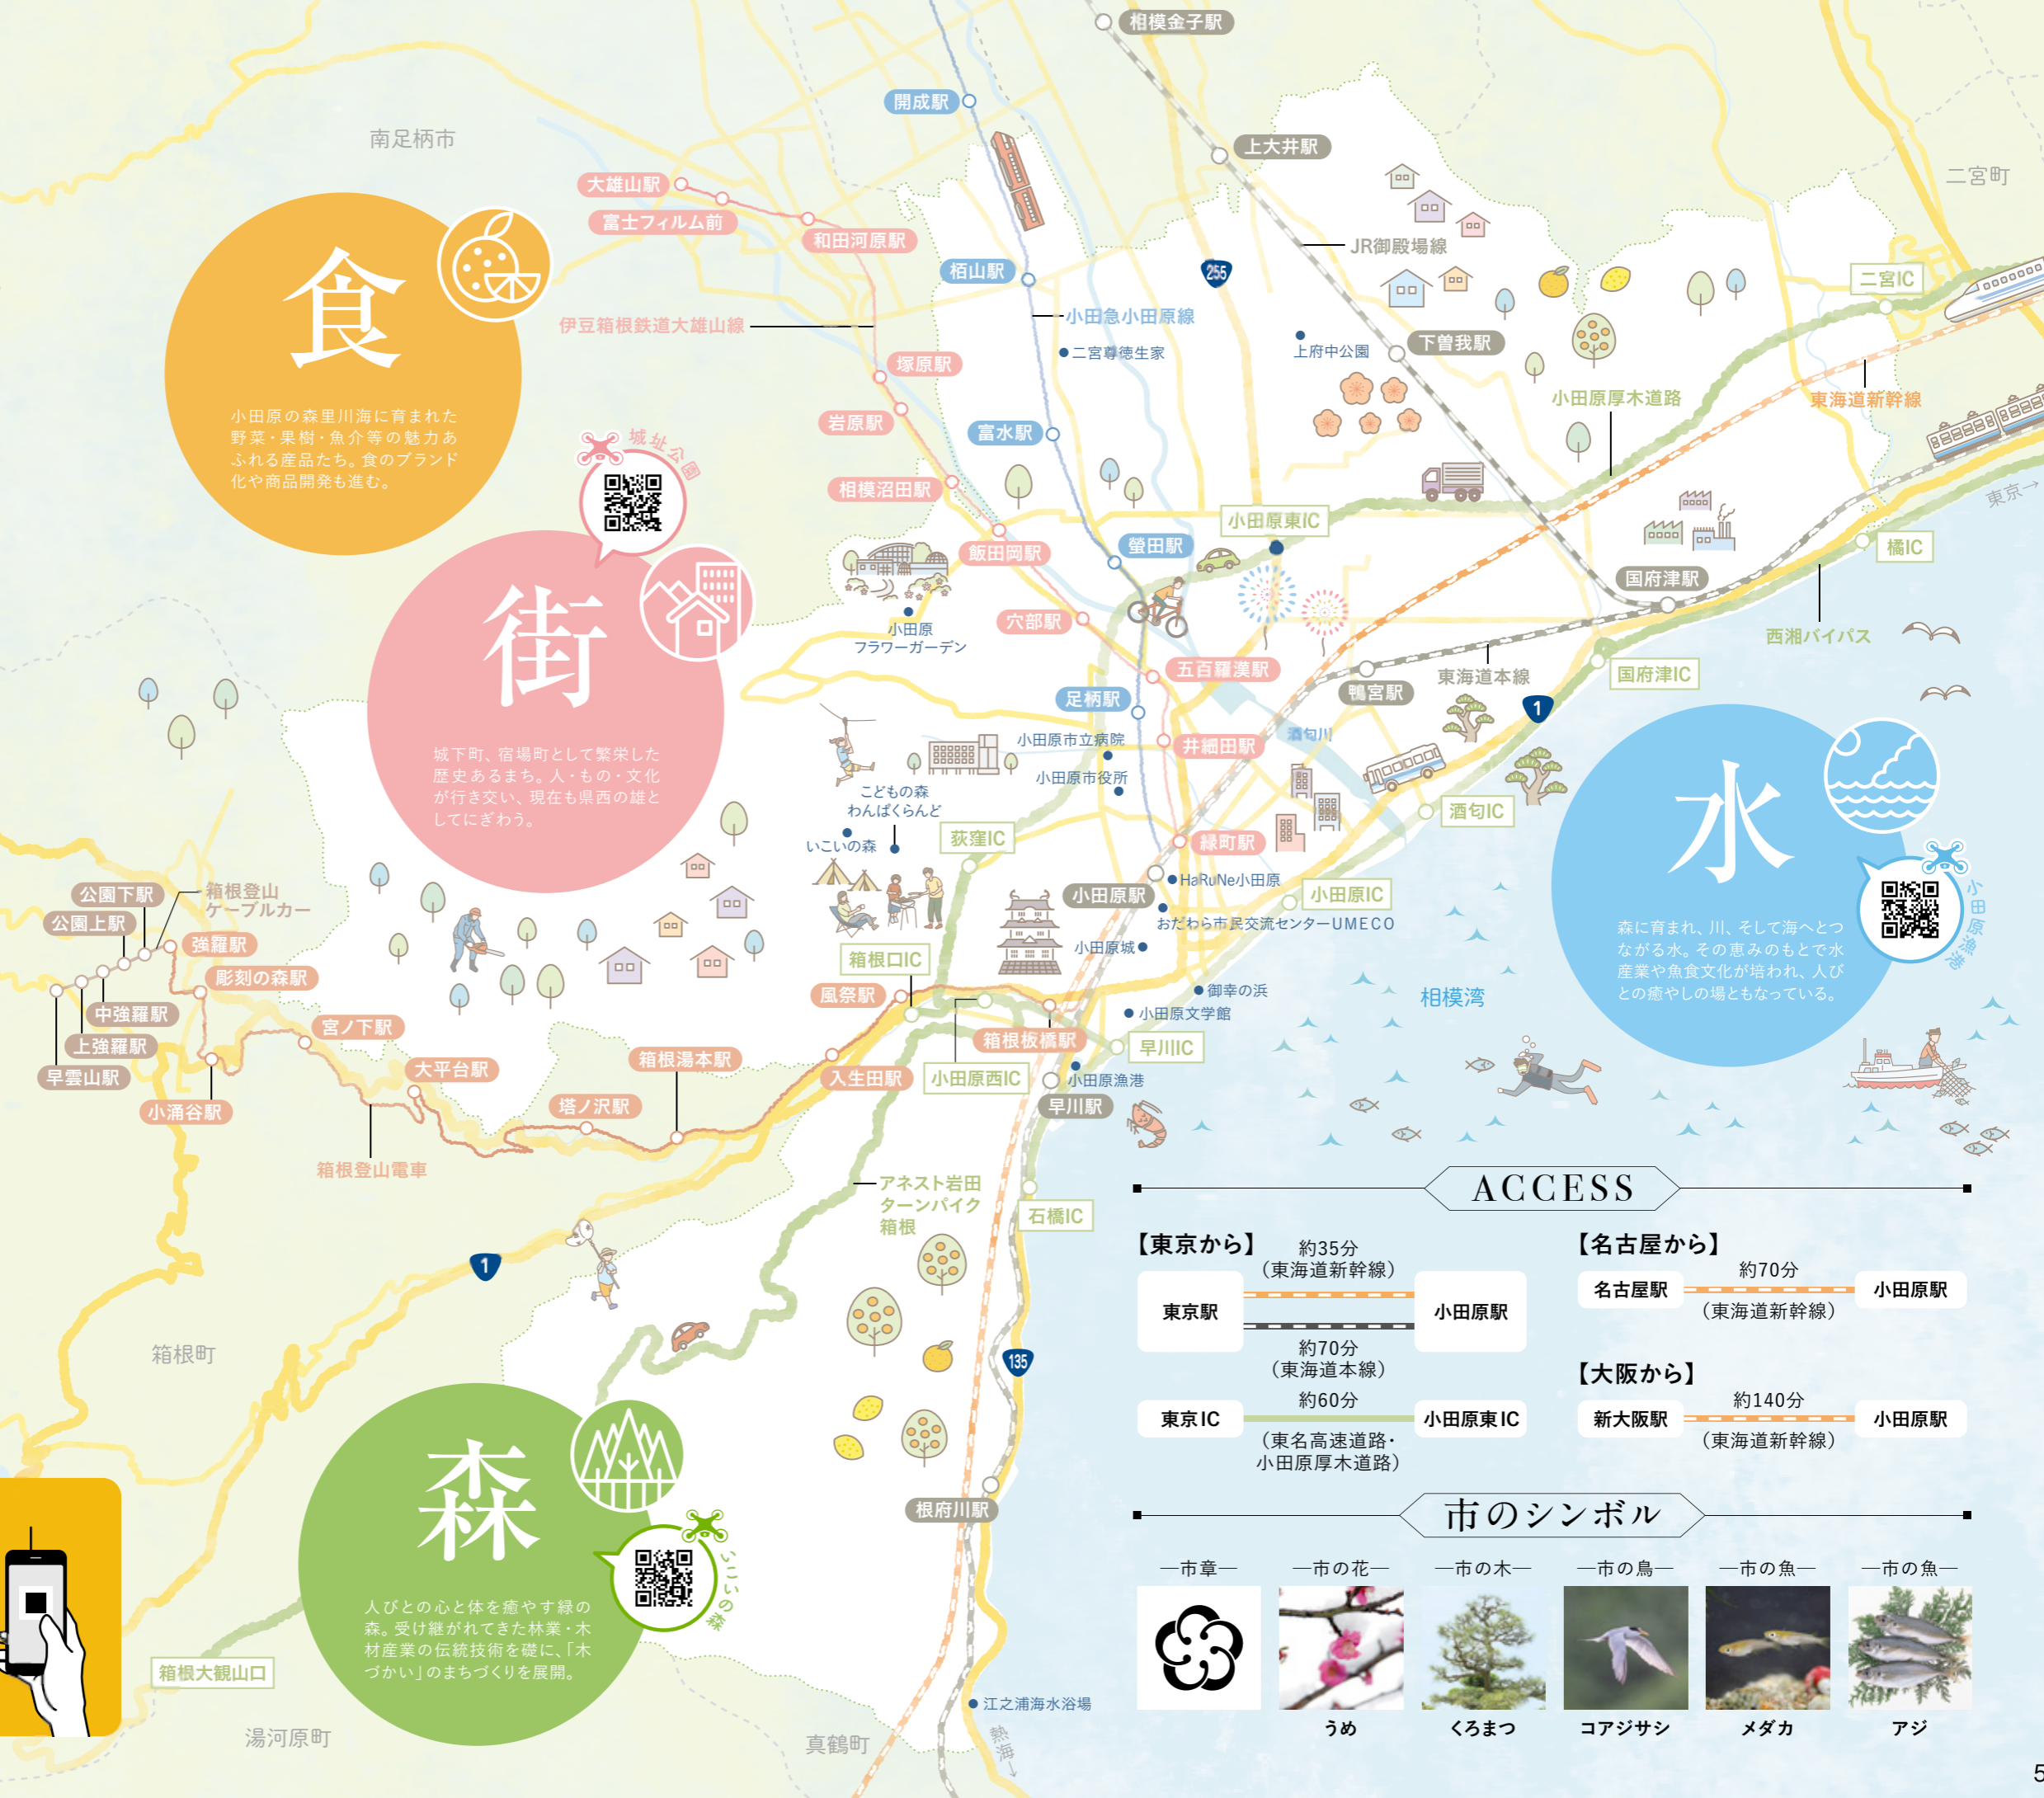 相模金子駅
開成駅
南足柄市
上大井駅
二宮町
大雄山駅
富士フィルム前
和田河原駅
JR御殿場線
栢山駅
255
二宮IC
伊豆箱根鉄道大雄山線
小田急小田原線
二宮尊徳生家
上府中公園
下曽我駅
塚原駅
小田原厚木道路
東海道新幹線
岩原駅
富水駅
相模沼田駅
東京→
小田原東IC
飯田岡駅
螢田駅
橘IC
国府津駅
穴部駅
小田原
フラワーガーデン
西湘バイパス
五百羅漢駅
東海道本線
国府津IC
足柄駅
鴨宮駅
1
小田原市立病院
井細田駅
酒匂川
小田原市役所
こどもの森
わんぱくらんど
酒匂IC
いこいの森
荻窪IC
緑町駅
HaRuNe小田原
小田原駅
小田原IC
おだわら市民交流センターUMECO
小田原城
箱根口IC
公園下駅
箱根登山
ケーブルカー
公園上駅
強羅駅
彫刻の森駅
風祭駅
御幸の浜
相模湾
中強羅駅
宮ノ下駅
小田原文学館
上強羅駅
箱根板橋駅
早川IC
早雲山駅
大平台駅
箱根湯本駅
入生田駅
小田原西IC
小田原漁港
小涌谷駅
塔ノ沢駅
早川駅
箱根登山電車
アネスト岩田
ターンパイク
箱根
石橋IC
1
箱根町
135
根府川駅
箱根大観山口
湯河原町
真鶴町
江之浦海水浴場
熱海→
食
小田原の森里川海に育まれた
野菜・果樹・魚介等の魅力あ
ふれる産品たち。食のブランド
化や商品開発も進む。
城址公園
街
城下町、宿場町として繁栄した
歴史あるまち。人・もの・文化
が行き交い、現在も県西の雄と
してにぎわう。
水
森に育まれ、川、そして海へとつ
ながる水。その恵みのもとで水
産業や魚食文化が培われ、人び
との癒やしの場ともなっている。
小田原漁港
森
人びとの心と体を癒やす緑の
森。受け継がれてきた林業・木
材産業の伝統技術を礎に、「木
づかい」のまちづくりを展開。
いこいの森
ACCESS
【東京から】
約35分
（東海道新幹線）
東京駅
小田原駅
約70分
（東海道本線）
約60分
東京IC
小田原東IC
（東名高速道路・
小田原厚木道路）
【名古屋から】
約70分
名古屋駅
小田原駅
（東海道新幹線）
【大阪から】
約140分
新大阪駅
小田原駅
（東海道新幹線）
市のシンボル
―市章―
―市の花―
―市の木―
―市の鳥―
―市の魚―
―市の魚―
うめ
くろまつ
コアジサシ
メダカ
アジ
5